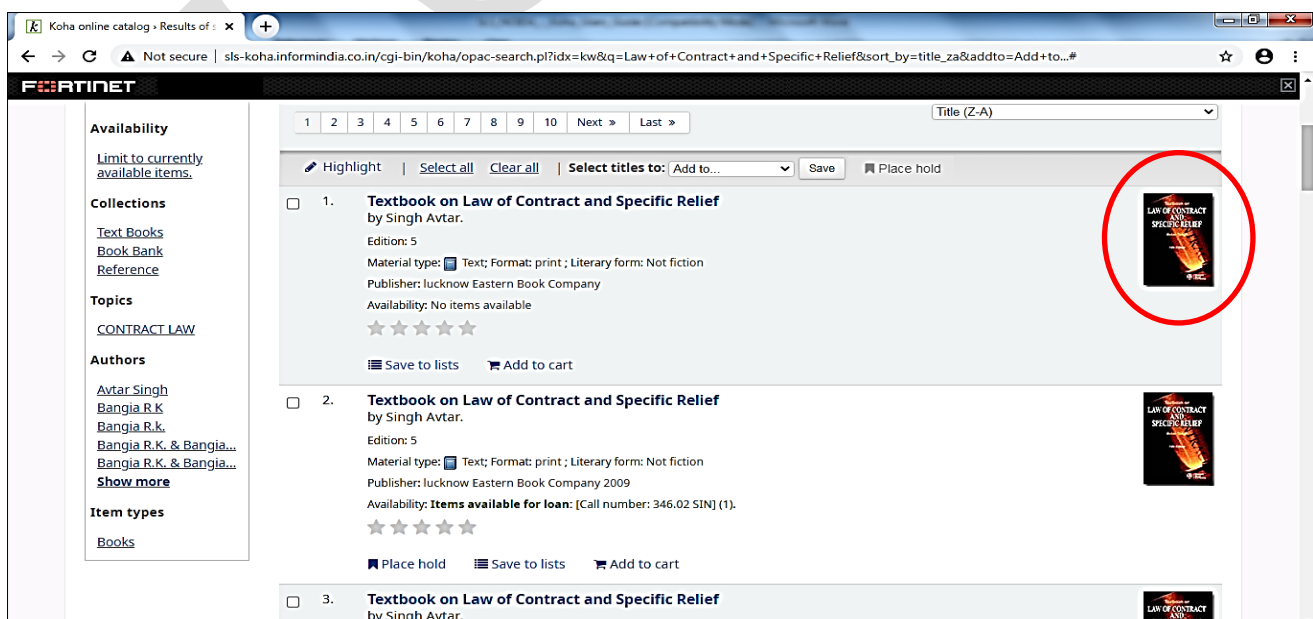 Koha online catalog › Results of s
Not secure | sls-koha.informindia.co.in/cgi-bin/koha/opac-search.pl?idx=kw&q=Law+of+Contract+and+Specific+Relief&sort_by=title_za&addto=Add+to...#
FORTINET
Availability
Limit to currently
available items.
Collections
Text Books
Book Bank
Reference
Topics
CONTRACT LAW
Authors
Avtar Singh
Bangia R K
Bangia R.k.
Bangia R.K. & Bangia...
Bangia R.K. & Bangia...
Show more
Item types
Books
1 2 3 4 5 6 7 8 9 10 Next » Last »
Title (Z-A)
Highlight | Select all Clear all | Select titles to: Add to... Save Place hold
1. Textbook on Law of Contract and Specific Relief
by Singh Avtar.
Edition: 5
Material type: Text; Format: print ; Literary form: Not fiction
Publisher: lucknow Eastern Book Company
Availability: No items available
Save to lists Add to cart
LAW OF CONTRACT
AND
SPECIFIC RELIEF
2. Textbook on Law of Contract and Specific Relief
by Singh Avtar.
Edition: 5
Material type: Text; Format: print ; Literary form: Not fiction
Publisher: lucknow Eastern Book Company 2009
Availability: Items available for loan: [Call number: 346.02 SIN] (1).
Place hold Save to lists Add to cart
LAW OF CONTRACT
AND
SPECIFIC RELIEF
3. Textbook on Law of Contract and Specific Relief
by Singh Avtar.
LAW OF CONTRACT
AND